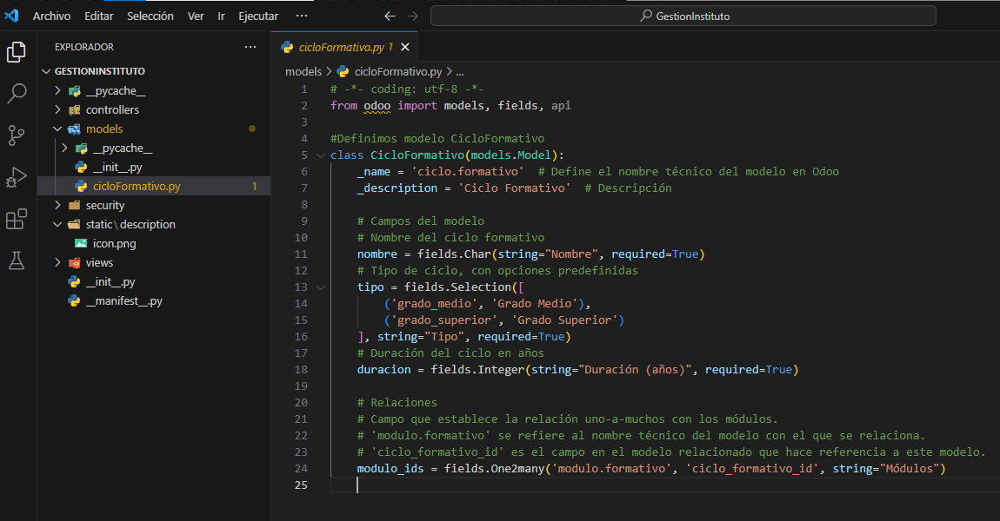 Archivo Editar Selección Ver Ir Ejecutar ··· GestionInstituto
EXPLORADOR ···
GESTIONINSTITUTO
__pycache__
controllers
models
__pycache__
__init__.py
cicloFormativo.py 1
security
static\description
icon.png
views
__init__.py
__manifest__.py
cicloFormativo.py 1
models > cicloFormativo.py > ...
1 # -*- coding: utf-8 -*-
2 from odoo import models, fields, api
3
4 #Definimos modelo CicloFormativo
5 class CicloFormativo(models.Model):
6 _name = 'ciclo.formativo'  # Define el nombre técnico del modelo en Odoo
7 _description = 'Ciclo Formativo'  # Descripción
8
9 # Campos del modelo
10 # Nombre del ciclo formativo
11 nombre = fields.Char(string="Nombre", required=True)
12 # Tipo de ciclo, con opciones predefinidas
13 tipo = fields.Selection([
14 ('grado_medio', 'Grado Medio'),
15 ('grado_superior', 'Grado Superior')
16 ], string="Tipo", required=True)
17 # Duración del ciclo en años
18 duracion = fields.Integer(string="Duración (años)", required=True)
19
20 # Relaciones
21 # Campo que establece la relación uno-a-muchos con los módulos.
22 # 'modulo.formativo' se refiere al nombre técnico del modelo con el que se relaciona.
23 # 'ciclo_formativo_id' es el campo en el modelo relacionado que hace referencia a este modelo.
24 modulo_ids = fields.One2many('modulo.formativo', 'ciclo_formativo_id', string="Módulos")
25